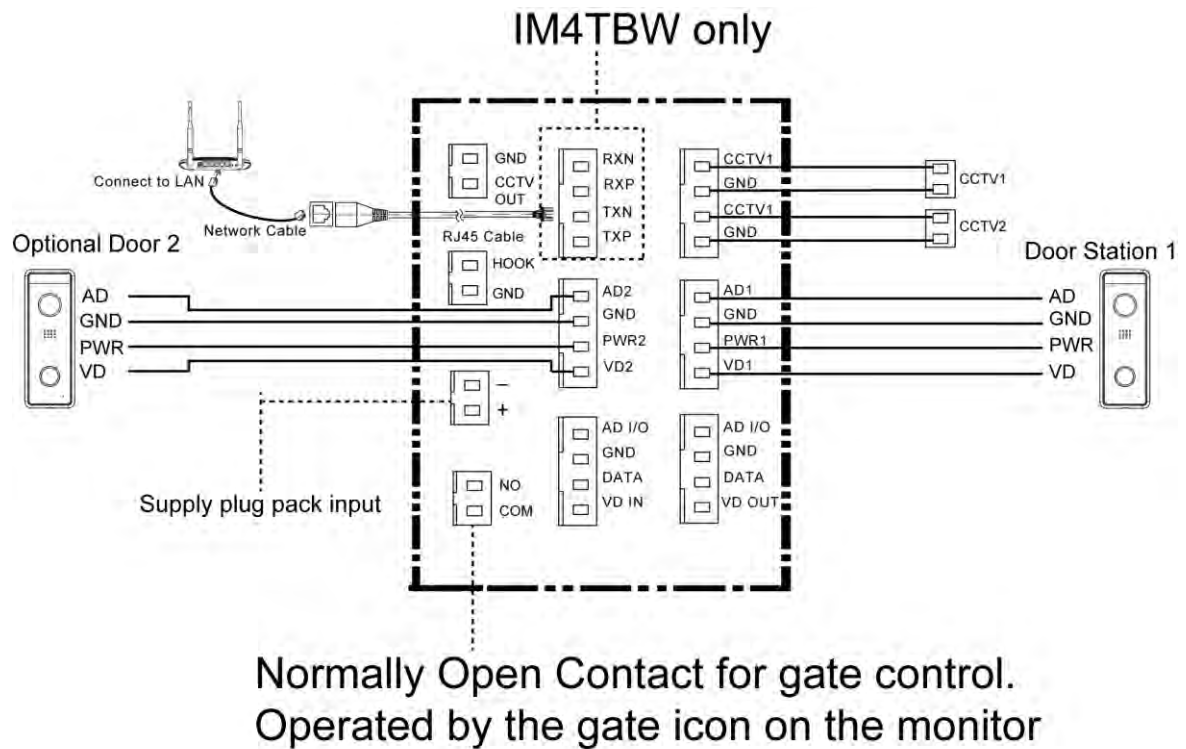 IM4TBW only
GND
CCTV
OUT
RXN
RXP
TXN
TXP
CCTV1
GND
CCTV1
GND
CCTV1
CCTV2
Connect to LAN
Network Cable
RJ45 Cable
Optional Door 2
Door Station 1
HOOK
GND
AD
GND
PWR
VD
AD2
GND
PWR2
VD2
AD1
GND
PWR1
VD1
AD
GND
PWR
VD
–
+
Supply plug pack input
NO
COM
AD I/O
GND
DATA
VD IN
AD I/O
GND
DATA
VD OUT
Normally Open Contact for gate control.
Operated by the gate icon on the monitor